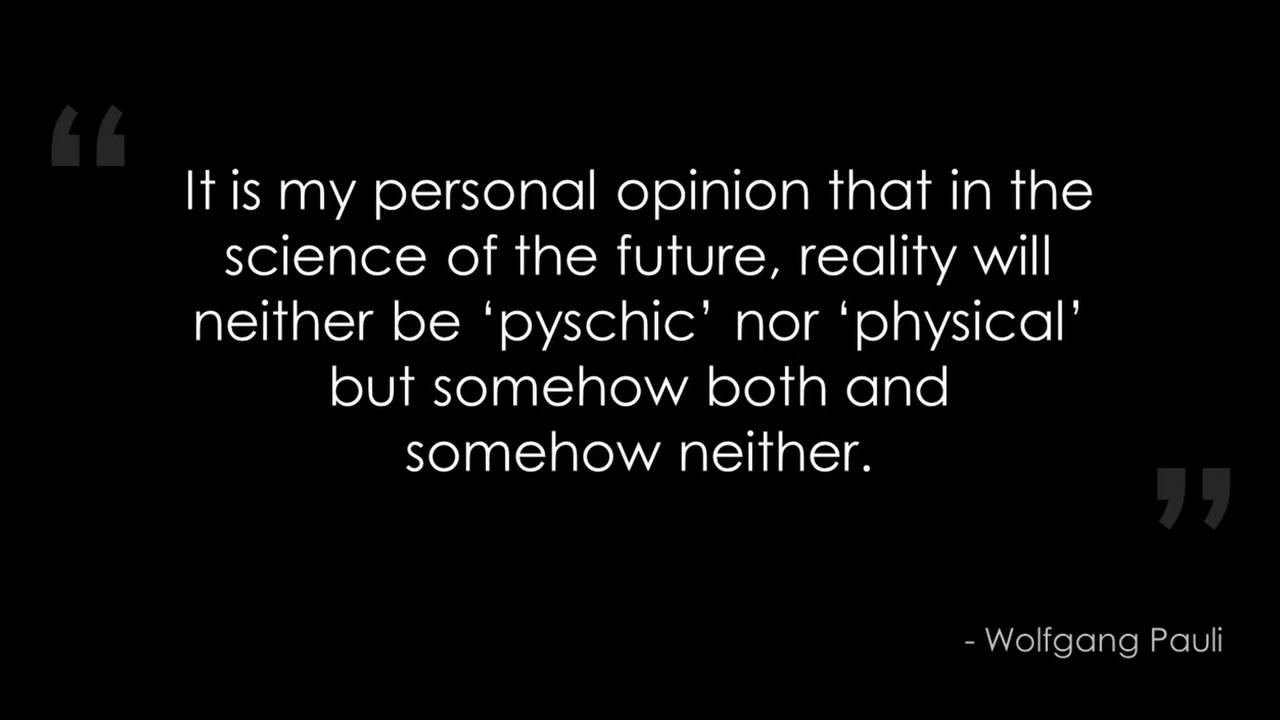 “
It is my personal opinion that in the
science of the future, reality will
neither be ‘pyschic’ nor ‘physical’
but somehow both and
somehow neither.
”
- Wolfgang Pauli